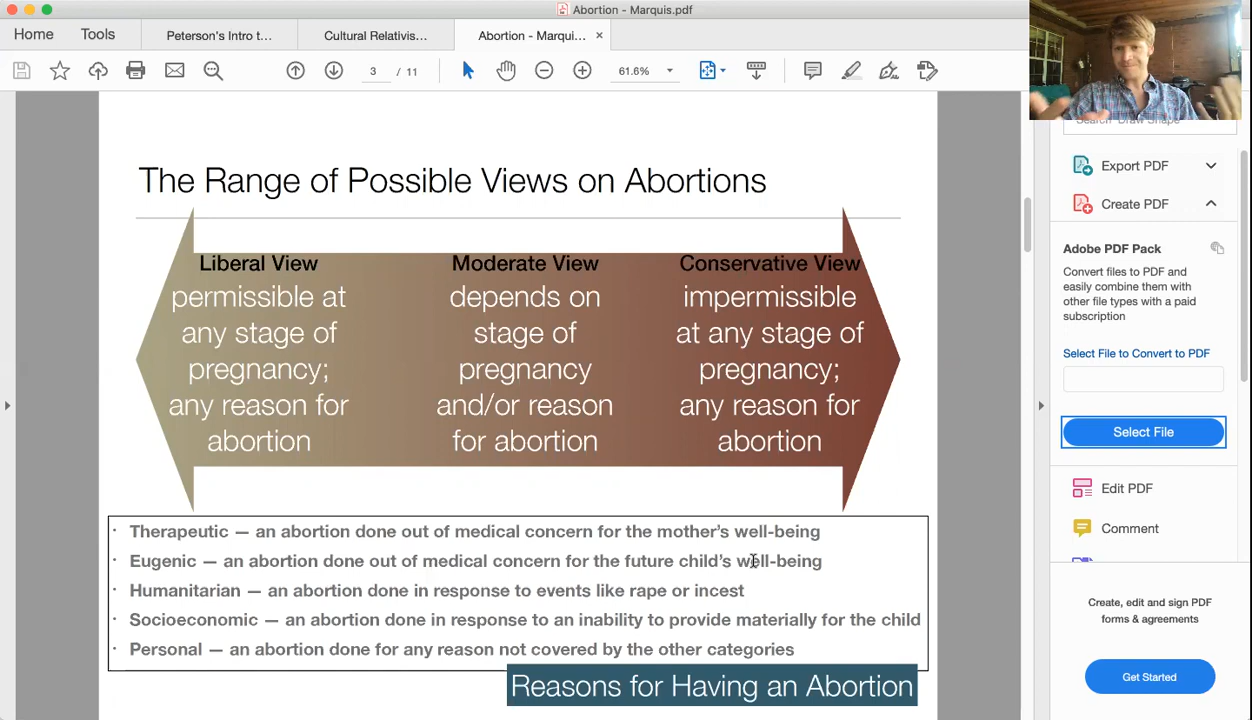 Abortion - Marquis.pdf
Home
Tools
Peterson's Intro t...
Cultural Relativis...
Abortion - Marqui...
×
3 / 11
61.6%
The Range of Possible Views on Abortions
Liberal View
permissible at
any stage of
pregnancy;
any reason for
abortion
Moderate View
depends on
stage of
pregnancy
and/or reason
for abortion
Conservative View
impermissible
at any stage of
pregnancy;
any reason for
abortion
· Therapeutic — an abortion done out of medical concern for the mother's well-being
· Eugenic — an abortion done out of medical concern for the future child's well-being
· Humanitarian — an abortion done in response to events like rape or incest
· Socioeconomic — an abortion done in response to an inability to provide materially for the child
· Personal — an abortion done for any reason not covered by the other categories
Reasons for Having an Abortion
Search 'Draw Shape'
Export PDF
Create PDF
Adobe PDF Pack
Convert files to PDF and
easily combine them with
other file types with a paid
subscription
Select File to Convert to PDF
Select File
Edit PDF
Comment
Create, edit and sign PDF
forms & agreements
Get Started